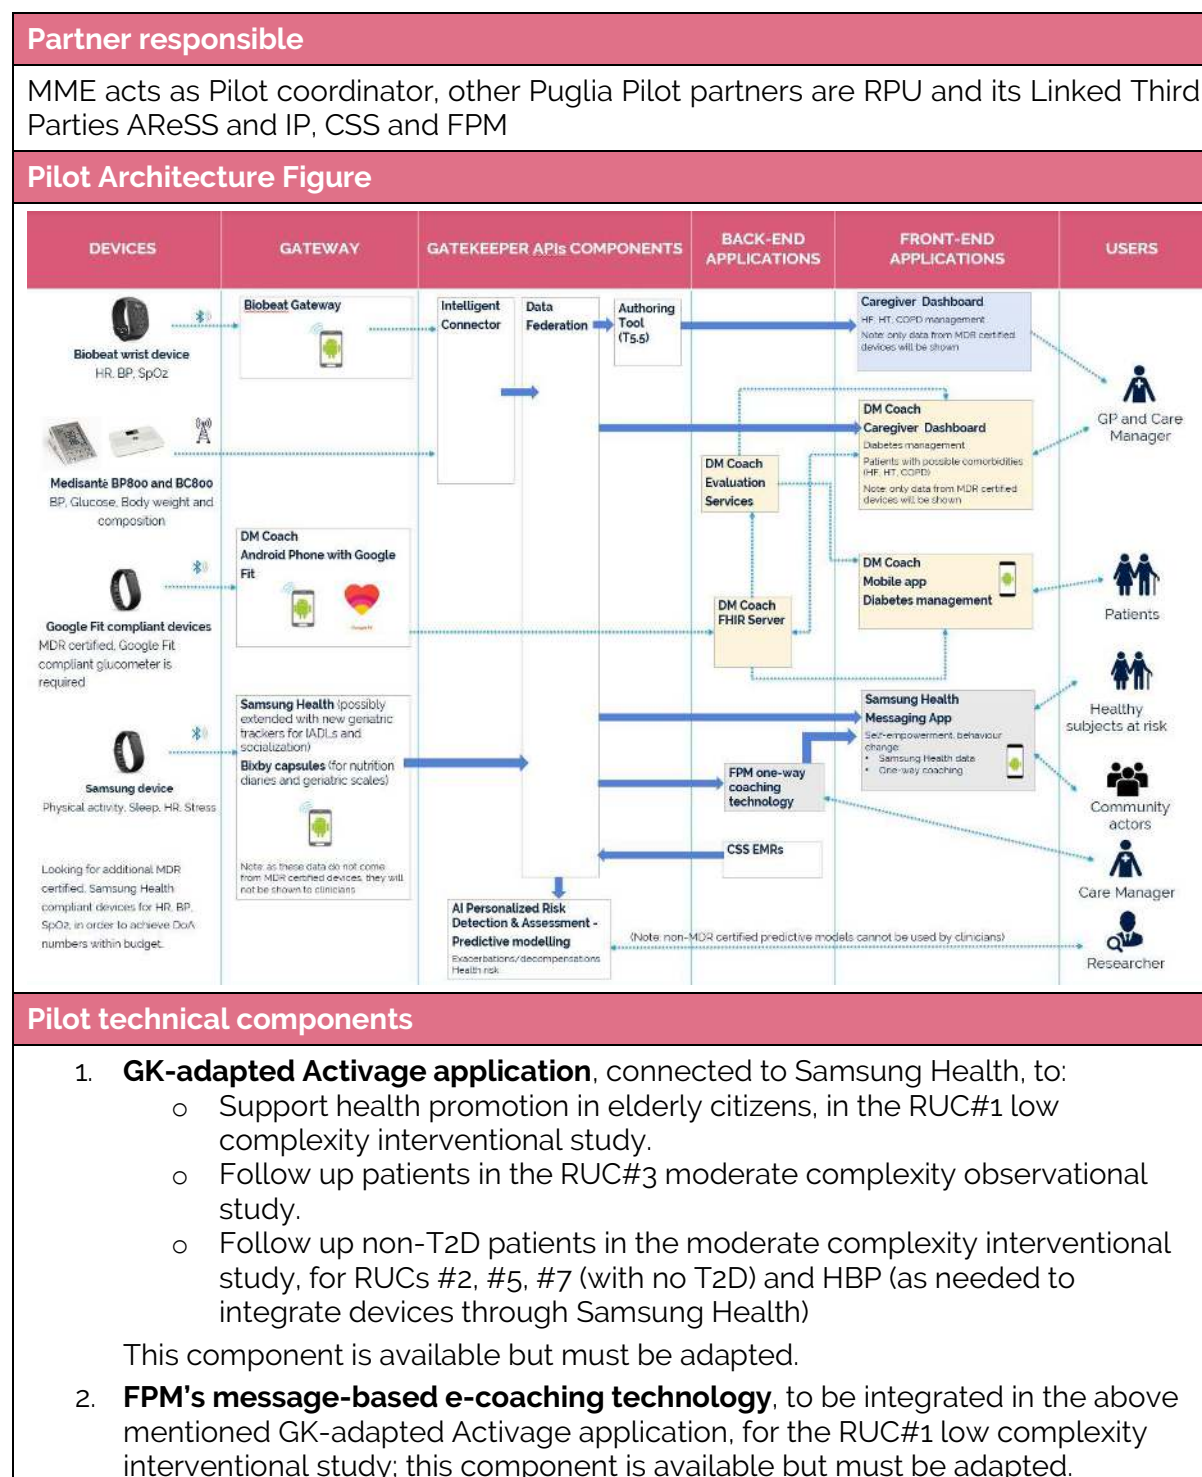 Partner responsible
MME acts as Pilot coordinator, other Puglia Pilot partners are RPU and its Linked Third
Parties AReSS and IP, CSS and FPM
Pilot Architecture Figure
DEVICES
GATEWAY
GATEKEEPER APIs COMPONENTS
BACK-END
APPLICATIONS
FRONT-END
APPLICATIONS
USERS
Biobeat wrist device
HR, BP, SpO2
Medisanté BP800 and BC800
BP, Glucose, Body weight and
composition
Google Fit compliant devices
MDR certified, Google Fit
compliant glucometer is
required
Samsung device
Physical activity, Sleep, HR, Stress
Looking for additional MDR
certified, Samsung Health
compliant devices for HR, BP,
SpO2, in order to achieve DoA
numbers within budget.
Biobeat Gateway
DM Coach
Android Phone with Google
Fit
Google Fit
Samsung Health (possibly
extended with new geriatric
trackers for IADLs and
socialization)
Bixby capsules (for nutrition
diaries and geriatric scales)
Note: as these data do not come
from MDR certified devices, they will
not be shown to clinicians
Intelligent
Connector
Data
Federation
Authoring
Tool
(T5.5)
AI Personalized Risk
Detection & Assessment -
Predictive modelling
Exacerbations/decompensations
Health risk
DM Coach
Evaluation
Services
DM Coach
FHIR Server
FPM one-way
coaching
technology
CSS EMRs
(Note: non-MDR certified predictive models cannot be used by clinicians)
Caregiver Dashboard
HF, HT, COPD management
Note: only data from MDR certified
devices will be shown
DM Coach
Caregiver Dashboard
Diabetes management
Patients with possible comorbidities
(HF, HT, COPD)
Note: only data from MDR certified
devices will be shown
DM Coach
Mobile app
Diabetes management
Samsung Health
Messaging App
Self-empowerment, behaviour
change:
• Samsung Health data
• One-way coaching
GP and Care
Manager
Patients
Healthy
subjects at risk
Community
actors
Care Manager
Researcher
Pilot technical components
1. GK-adapted Activage application, connected to Samsung Health, to:
o Support health promotion in elderly citizens, in the RUC#1 low
complexity interventional study.
o Follow up patients in the RUC#3 moderate complexity observational
study.
o Follow up non-T2D patients in the moderate complexity interventional
study, for RUCs #2, #5, #7 (with no T2D) and HBP (as needed to
integrate devices through Samsung Health)
This component is available but must be adapted.
2. FPM's message-based e-coaching technology, to be integrated in the above
mentioned GK-adapted Activage application, for the RUC#1 low complexity
interventional study; this component is available but must be adapted.